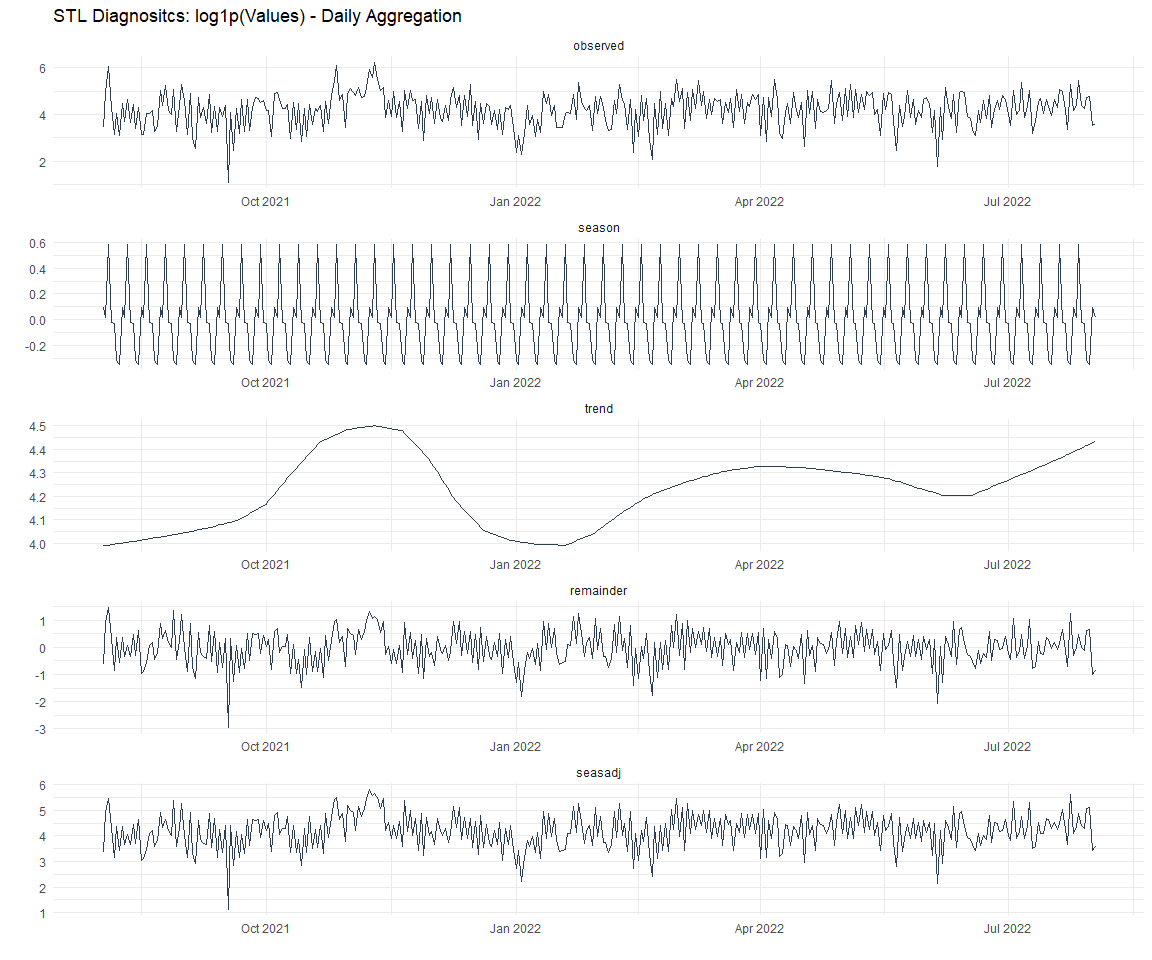 STL Diagnositcs: log1p(Values) - Daily Aggregation
observed
6
4
2
Oct 2021 Jan 2022 Apr 2022 Jul 2022
season
0.6
0.4
0.2
0.0
-0.2
Oct 2021 Jan 2022 Apr 2022 Jul 2022
trend
4.5
4.4
4.3
4.2
4.1
4.0
Oct 2021 Jan 2022 Apr 2022 Jul 2022
remainder
1
0
-1
-2
-3
Oct 2021 Jan 2022 Apr 2022 Jul 2022
seasadj
6
5
4
3
2
1
Oct 2021 Jan 2022 Apr 2022 Jul 2022